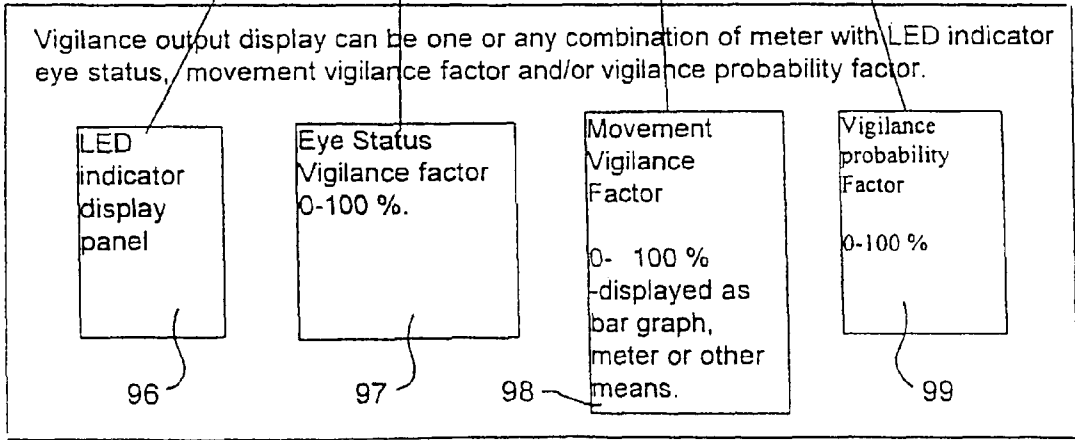 Vigilance output display can be one or any combination of meter with LED indicator
eye status, movement vigilance factor and/or vigilance probability factor.
LED
indicator
display
panel
Eye Status
Vigilance factor
0-100 %.
Movement
Vigilance
Factor
0- 100 %
-displayed as
bar graph,
meter or other
means.
Vigilance
probability
Factor
0-100 %
96
97
98
99